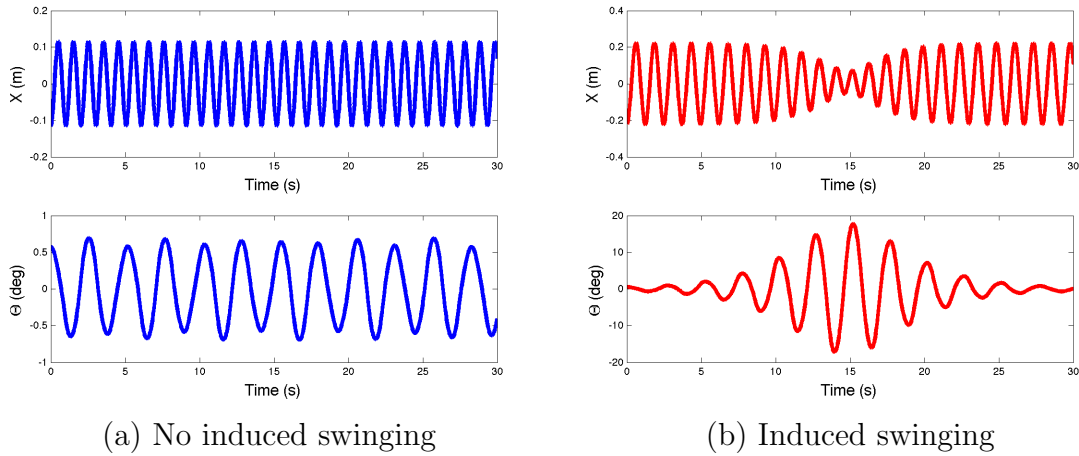 0.2
0.1
0
-0.1
-0.2
X (m)
0 5 10 15 20 25 30
Time (s)
1
0.5
0
-0.5
-1
Θ (deg)
0 5 10 15 20 25 30
Time (s)
(a) No induced swinging
0.4
0.2
0
-0.2
-0.4
X (m)
0 5 10 15 20 25 30
Time (s)
20
10
0
-10
-20
Θ (deg)
0 5 10 15 20 25 30
Time (s)
(b) Induced swinging